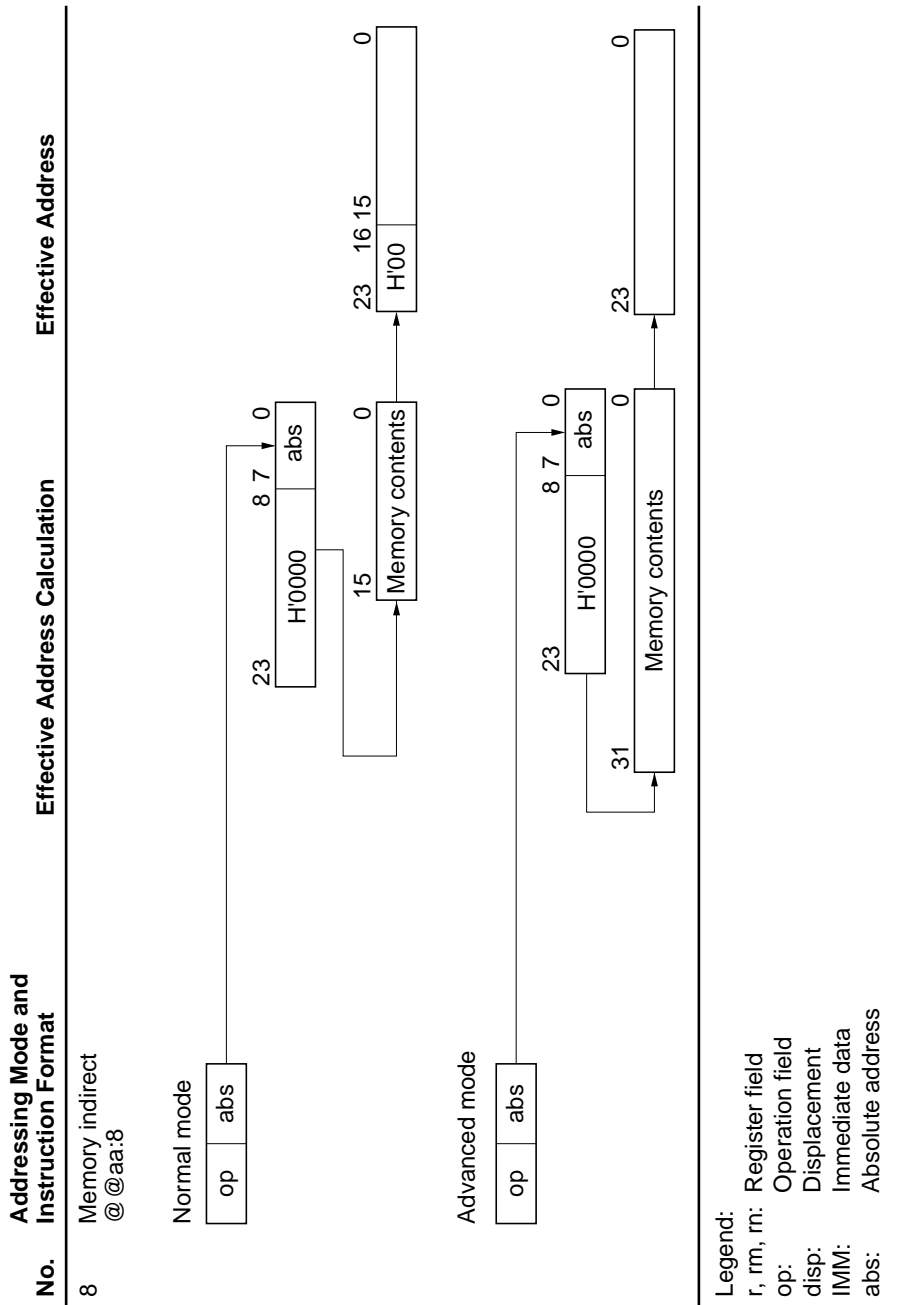 No. Addressing Mode and Instruction Format Effective Address Calculation Effective Address
8 Memory indirect
@@aa:8
Normal mode
op abs
23 8 7 0
H'0000 abs
15 0 23 16 15 0
Memory contents H'00
Advanced mode
op abs
23 8 7 0
H'0000 abs
31 0 23 0
Memory contents
Legend:
r, rm, rn: Register field
op: Operation field
disp: Displacement
IMM: Immediate data
abs: Absolute address